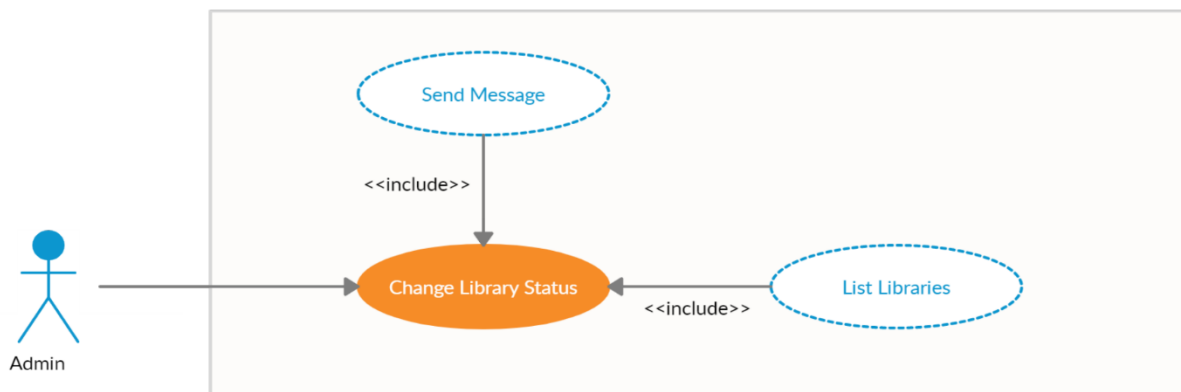 Send Message
<<include>>
Change Library Status
List Libraries
<<include>>
Admin